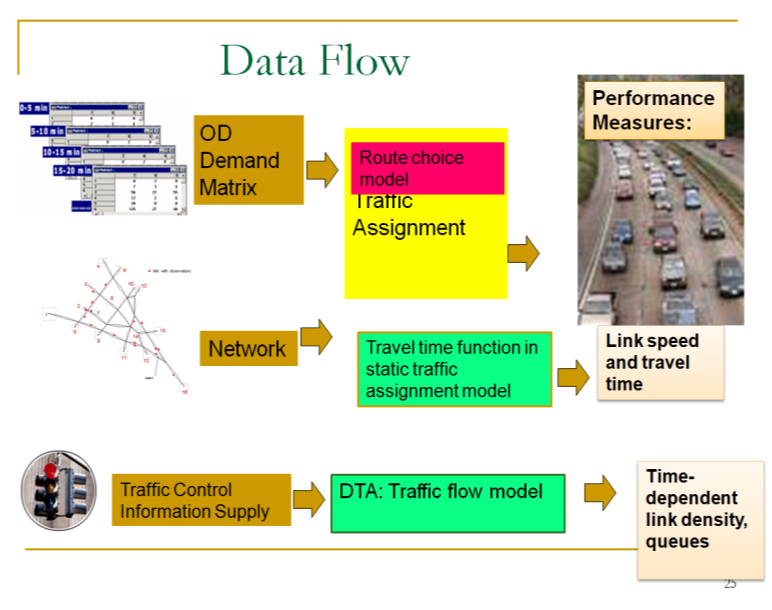 Data Flow
0-5 min
5-10 min
10-15 min
15-20 min
OD
Demand
Matrix
Route choice
model
Traffic
Assignment
Performance
Measures:
Network
Travel time function in
static traffic
assignment model
Link speed
and travel
time
Traffic Control
Information Supply
DTA: Traffic flow model
Time-
dependent
link density,
queues
25